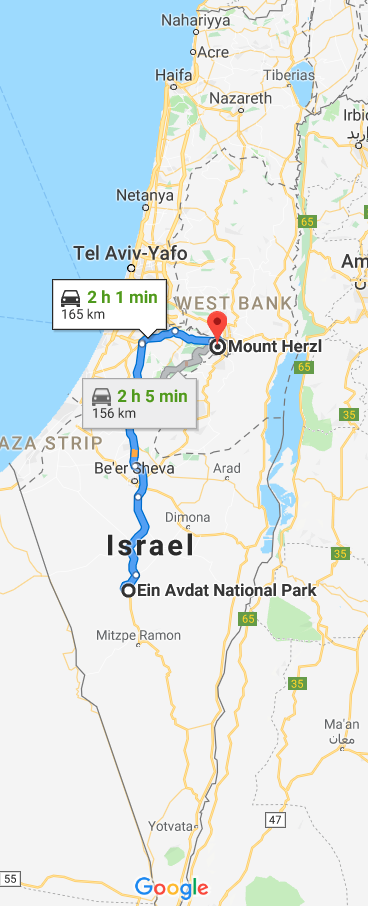 Nahariyya
Acre
Haifa
Tiberias
Nazareth
Irbid
إربد
65
Netanya
Tel Aviv-Yafo
2 h 1 min
165 km
WEST BANK
Mount Herzl
65
2 h 5 min
156 km
35
AZA STRIP
Be'er Sheva
Arad
Dimona
Israel
35
Ein Avdat National Park
65
Mitzpe Ramon
35
Ma'an
معان
47
Yotvata
55
Google